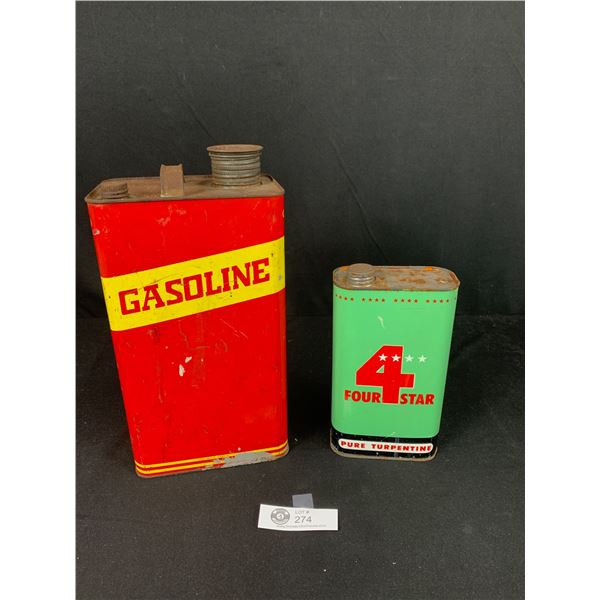 GASOLINE
4
FOUR STAR
PURE TURPENTINE
LOT #
274